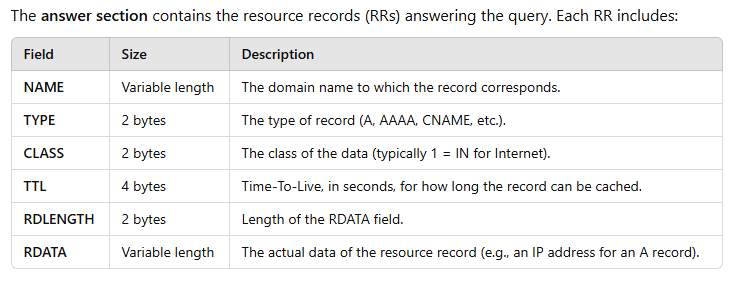 The answer section contains the resource records (RRs) answering the query. Each RR includes:
Field Size Description
NAME Variable length The domain name to which the record corresponds.
TYPE 2 bytes The type of record (A, AAAA, CNAME, etc.).
CLASS 2 bytes The class of the data (typically 1 = IN for Internet).
TTL 4 bytes Time-To-Live, in seconds, for how long the record can be cached.
RDLENGTH 2 bytes Length of the RDATA field.
RDATA Variable length The actual data of the resource record (e.g., an IP address for an A record).